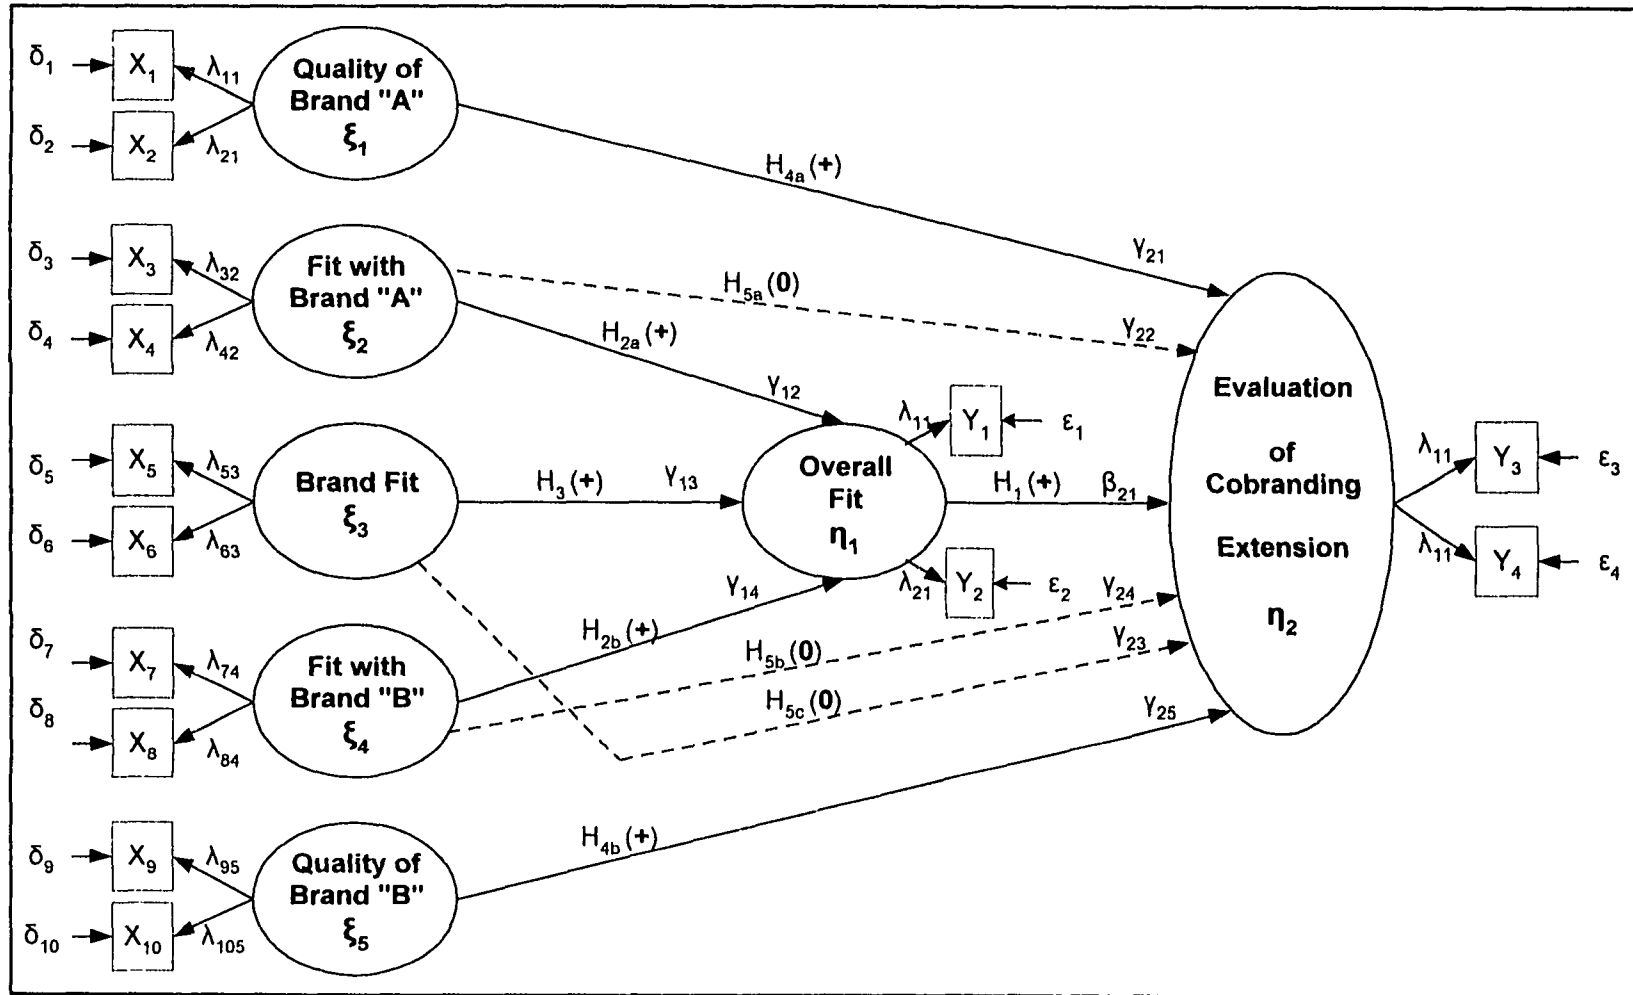 δ₁
X₁
λ₁₁
Quality of
Brand "A"
ξ₁
δ₂
X₂
λ₂₁
H₄ₐ(+)
γ₂₁
δ₃
X₃
λ₃₂
Fit with
Brand "A"
ξ₂
δ₄
X₄
λ₄₂
H₅ₐ(0)
γ₂₂
H₂ₐ(+)
γ₁₂
δ₅
X₅
λ₅₃
Brand Fit
ξ₃
δ₆
X₆
λ₆₃
H₃(+)
γ₁₃
Overall
Fit
η₁
λ₁₁
Y₁
ε₁
λ₂₁
Y₂
ε₂
H₁(+)
β₂₁
Evaluation
of
Cobranding
Extension
η₂
λ₁₁
Y₃
ε₃
λ₁₁
Y₄
ε₄
δ₇
X₇
λ₇₄
Fit with
Brand "B"
ξ₄
δ₈
X₈
λ₈₄
H₂b(+)
γ₁₄
H₅b(0)
γ₂₄
H₅c(0)
γ₂₃
δ₉
X₉
λ₉₅
Quality of
Brand "B"
ξ₅
δ₁₀
X₁₀
λ₁₀₅
H₄b(+)
γ₂₅